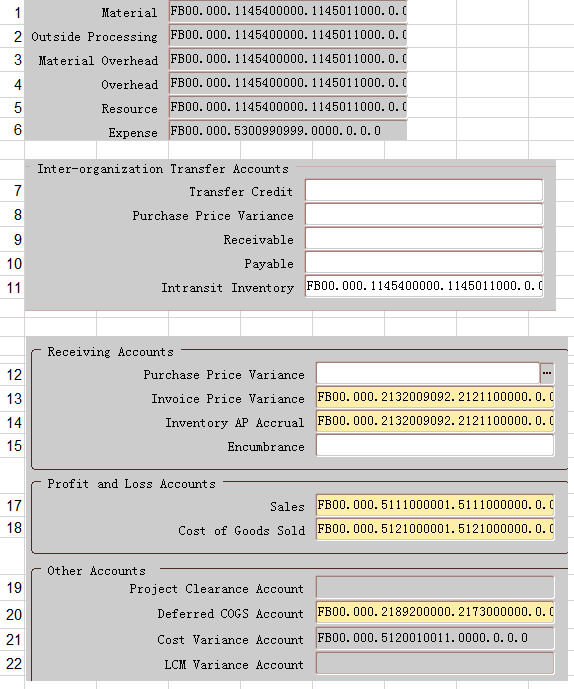 1 Material FB00.000.1145400000.1145011000.0.0
2 Outside Processing FB00.000.1145400000.1145011000.0.0
3 Material Overhead FB00.000.1145400000.1145011000.0.0
4 Overhead FB00.000.1145400000.1145011000.0.0
5 Resource FB00.000.1145400000.1145011000.0.0
6 Expense FB00.000.5300990999.0000.0.0.0
Inter-organization Transfer Accounts
7 Transfer Credit
8 Purchase Price Variance
9 Receivable
10 Payable
11 Intransit Inventory FB00.000.1145400000.1145011000.0.0
Receiving Accounts
12 Purchase Price Variance ...
13 Invoice Price Variance FB00.000.2132009092.2121100000.0.0
14 Inventory AP Accrual FB00.000.2132009092.2121100000.0.0
15 Encumbrance
Profit and Loss Accounts
17 Sales FB00.000.5111000001.5111000000.0.0
18 Cost of Goods Sold FB00.000.5121000001.5121000000.0.0
Other Accounts
19 Project Clearance Account
20 Deferred COGS Account FB00.000.2189200000.2173000000.0.0
21 Cost Variance Account FB00.000.5120010011.0000.0.0.0
22 LCM Variance Account